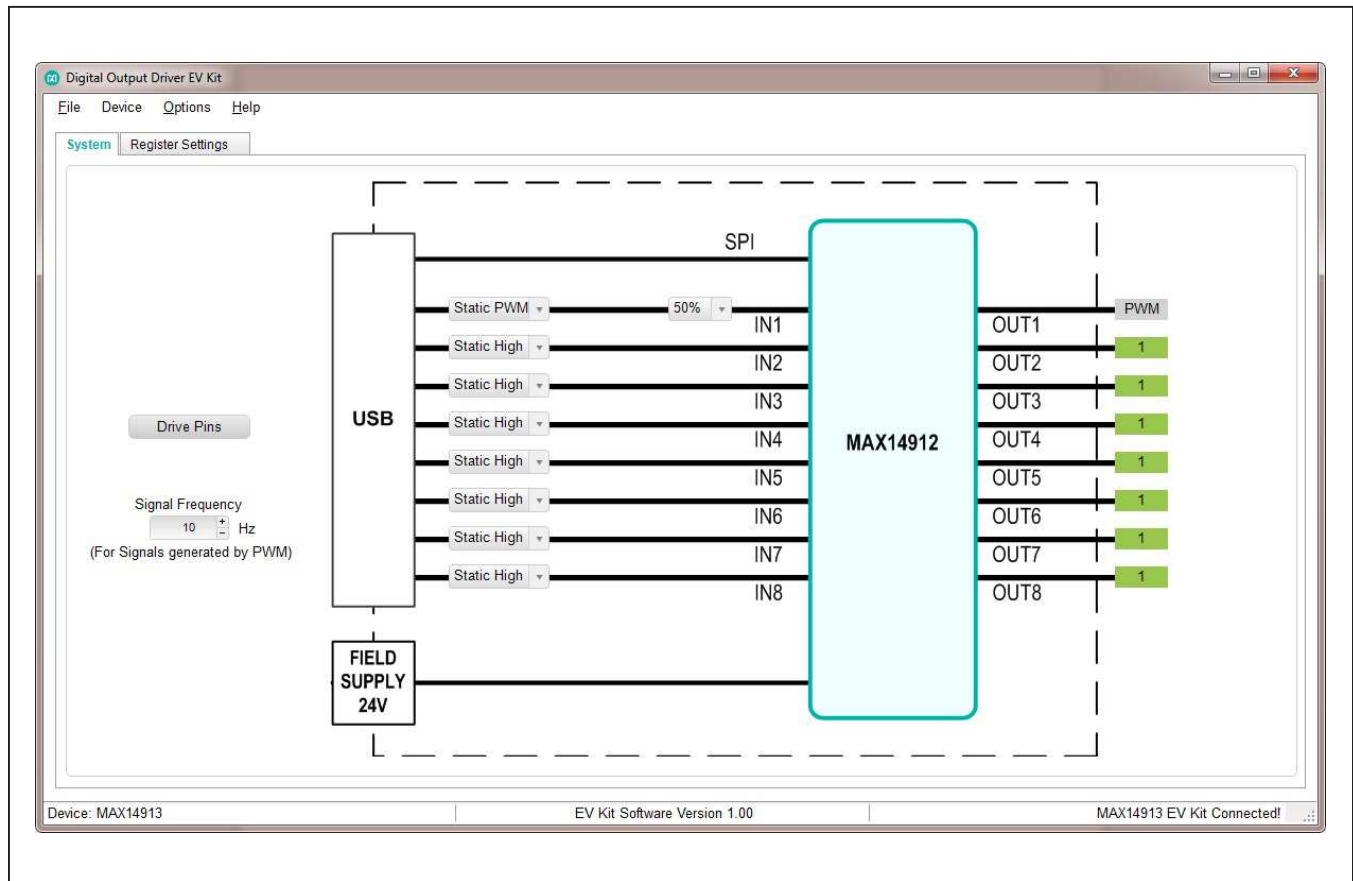 Digital Output Driver EV Kit
File Device Options Help
System Register Settings
SPI
Static PWM 50% IN1 OUT1 PWM
Static High IN2 OUT2 1
Static High IN3 OUT3 1
Static High IN4 OUT4 1
Static High IN5 OUT5 1
Static High IN6 OUT6 1
Static High IN7 OUT7 1
Static High IN8 OUT8 1
USB
MAX14912
Drive Pins
Signal Frequency
10 Hz
(For Signals generated by PWM)
FIELD
SUPPLY
24V
Device: MAX14913 EV Kit Software Version 1.00 MAX14913 EV Kit Connected!